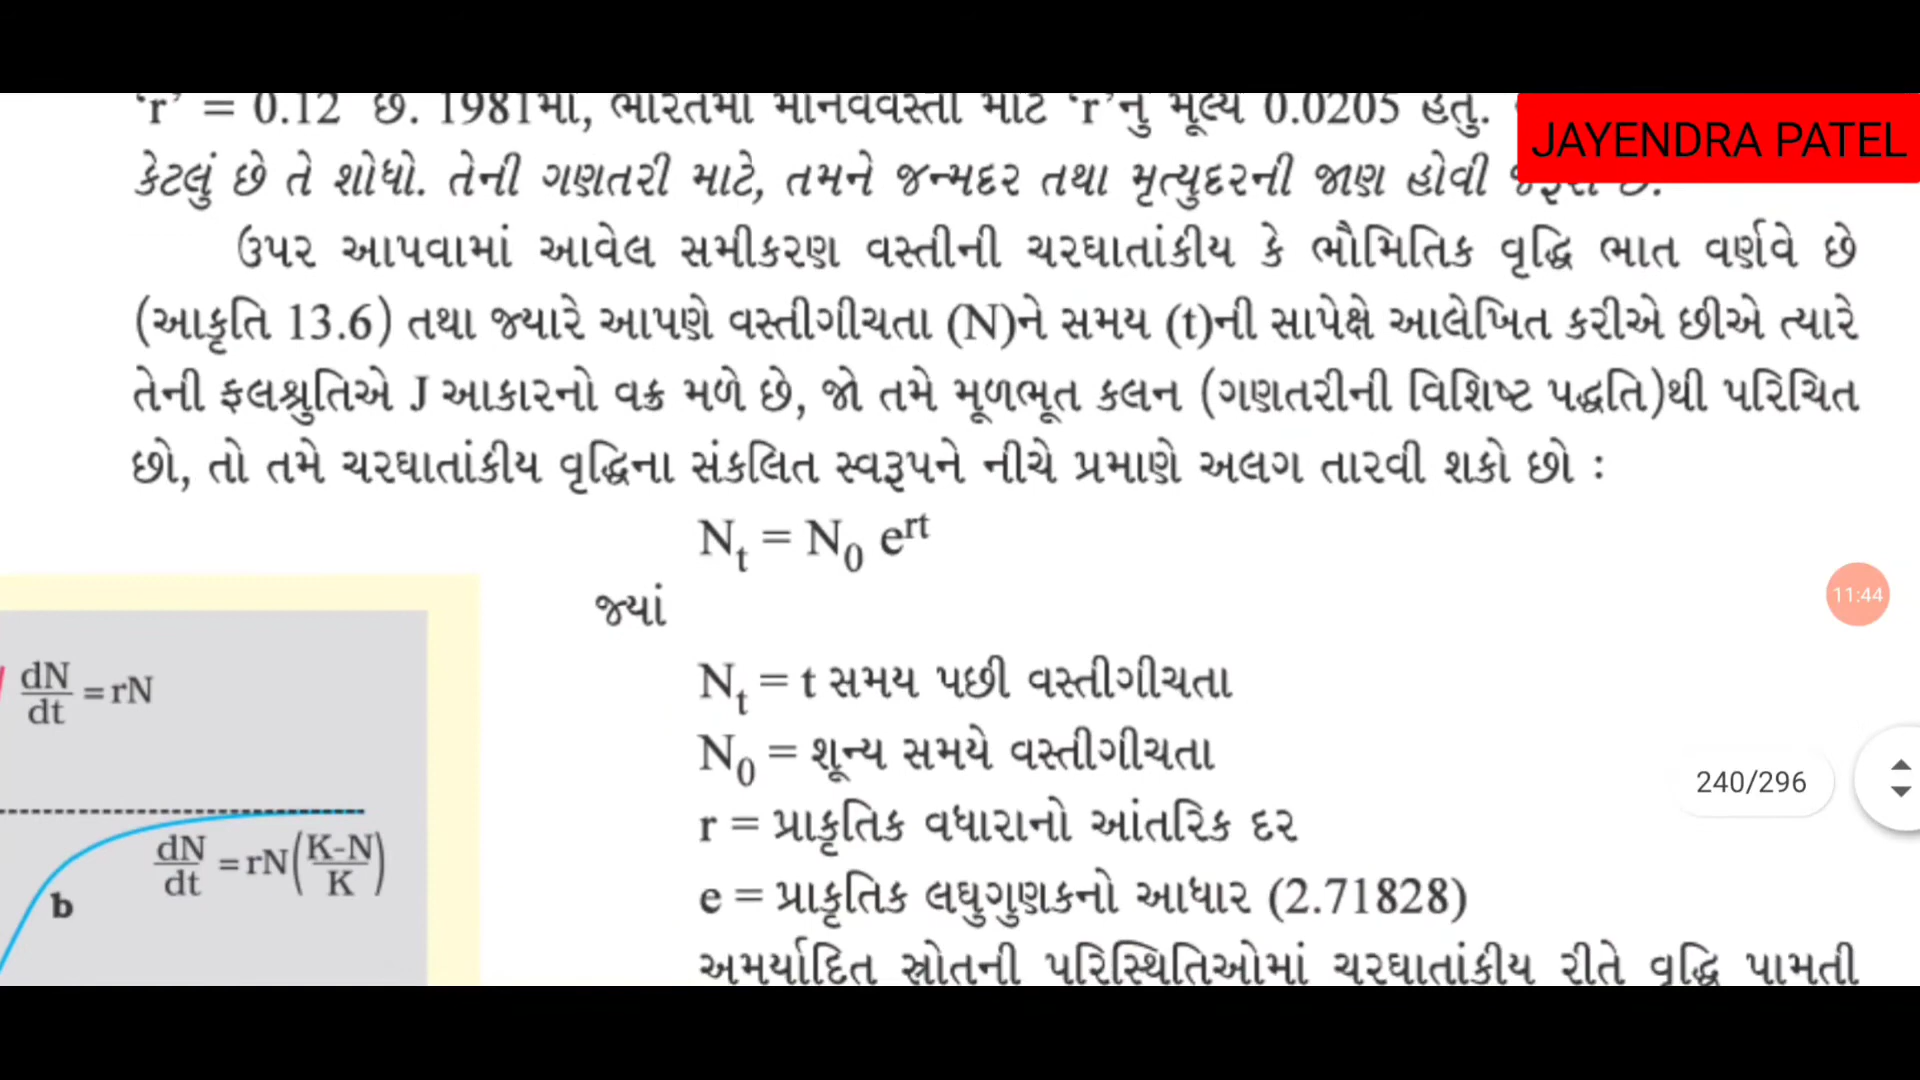 ‘r’ = 0.12 છે. 1981માં, ભારતમાં માનવવસ્તી માટે ‘r’નું મૂલ્ય 0.0205 હતું.
JAYENDRA PATEL
કેટલું છે તે શોધો. તેની ગણતરી માટે, તમને જન્મદર તથા મૃત્યુદરની જાણ હોવી
ઉપર આપવામાં આવેલ સમીકરણ વસ્તીની ચરઘાતાંકીય કે ભૌમિતિક વૃદ્ધિ ભાત વર્ણવે છે
(આકૃતિ 13.6) તથા જ્યારે આપણે વસ્તીગીચતા (N)ને સમય (t)ની સાપેક્ષે આલેખિત કરીએ છીએ ત્યારે
તેની ફલશ્રુતિએ J આકારનો વક્ર મળે છે, જો તમે મૂળભૂત કલન (ગણતરીની વિશિષ્ટ પદ્ધતિ)થી પરિચિત
છો, તો તમે ચરઘાતાંકીય વૃદ્ધિના સંકલિત સ્વરૂપને નીચે પ્રમાણે અલગ તારવી શકો છો :
Nₜ = N₀ eʳᵗ
જ્યાં
Nₜ = t સમય પછી વસ્તીગીચતા
N₀ = શૂન્ય સમયે વસ્તીગીચતા
r = પ્રાકૃતિક વધારાનો આંતરિક દર
e = પ્રાકૃતિક લઘુગુણકનો આધાર (2.71828)
અમર્યાદિત સ્રોતની પરિસ્થિતિઓમાં ચરઘાતાંકીય રીતે વૃદ્ધિ પામતી
dN/dt = rN
dN/dt = rN(K-N/K)
b
11:44
240/296